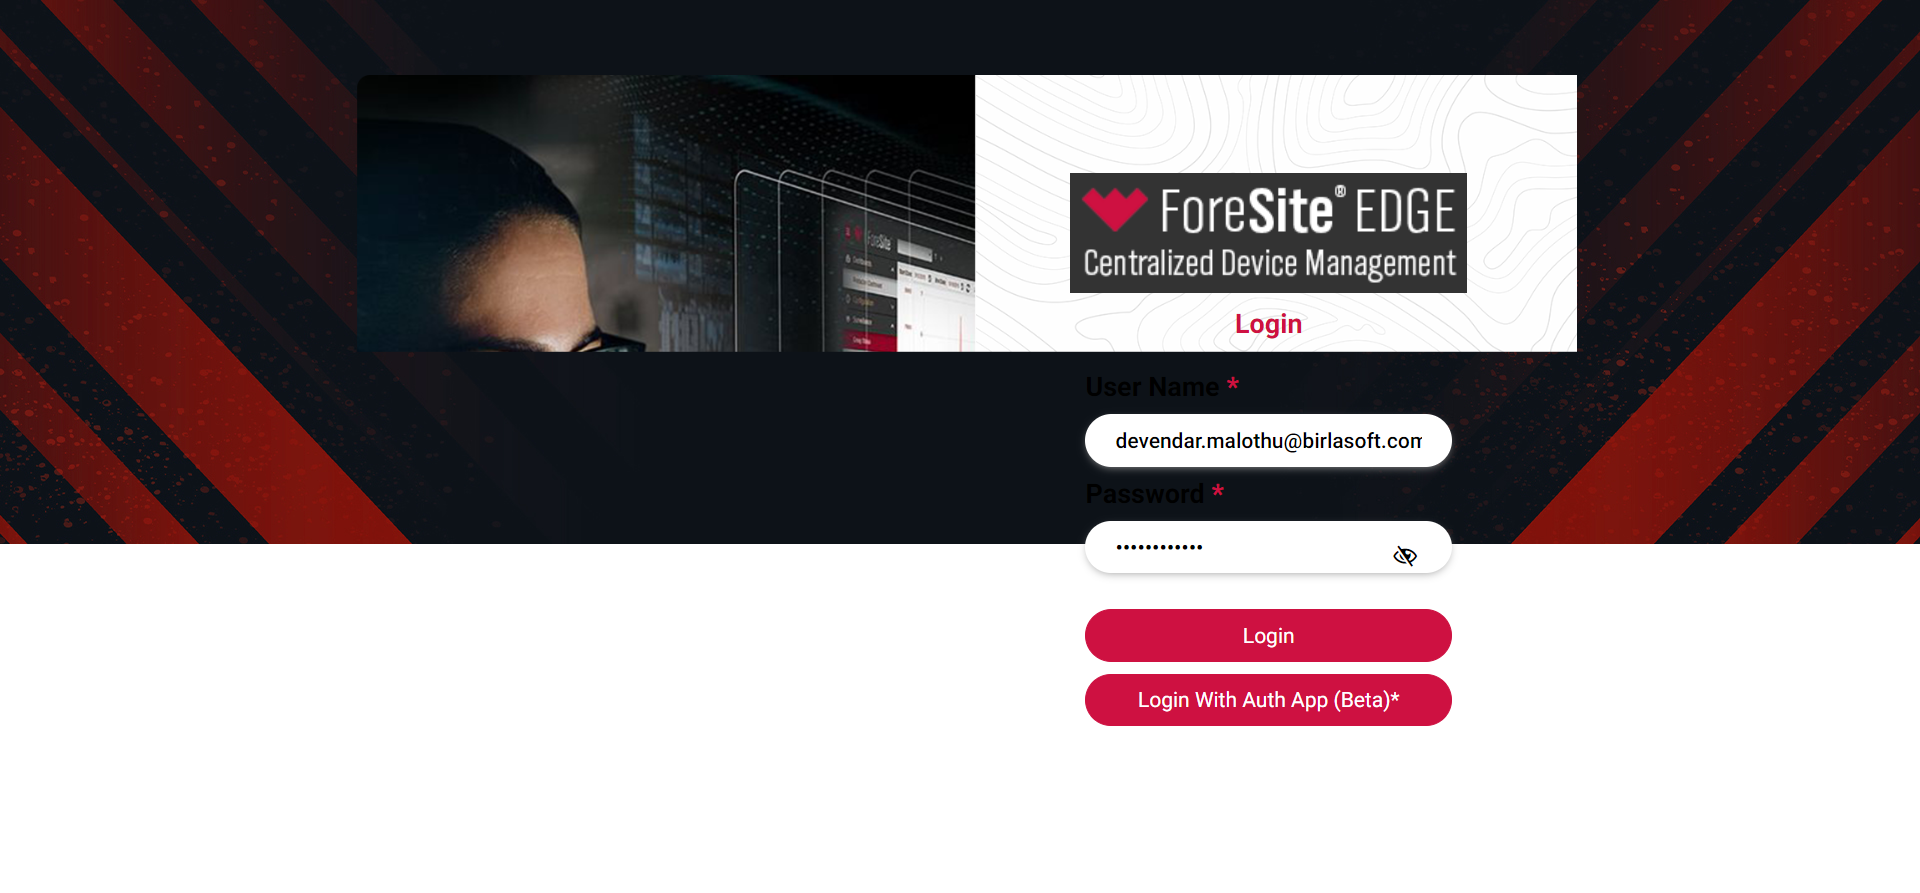 ForeSite
ForeSite® EDGE
Centralized Device Management
Login
User Name *
devendar.malothu@birlasoft.com
Password *
••••••••••••
Login
Login With Auth App (Beta)*